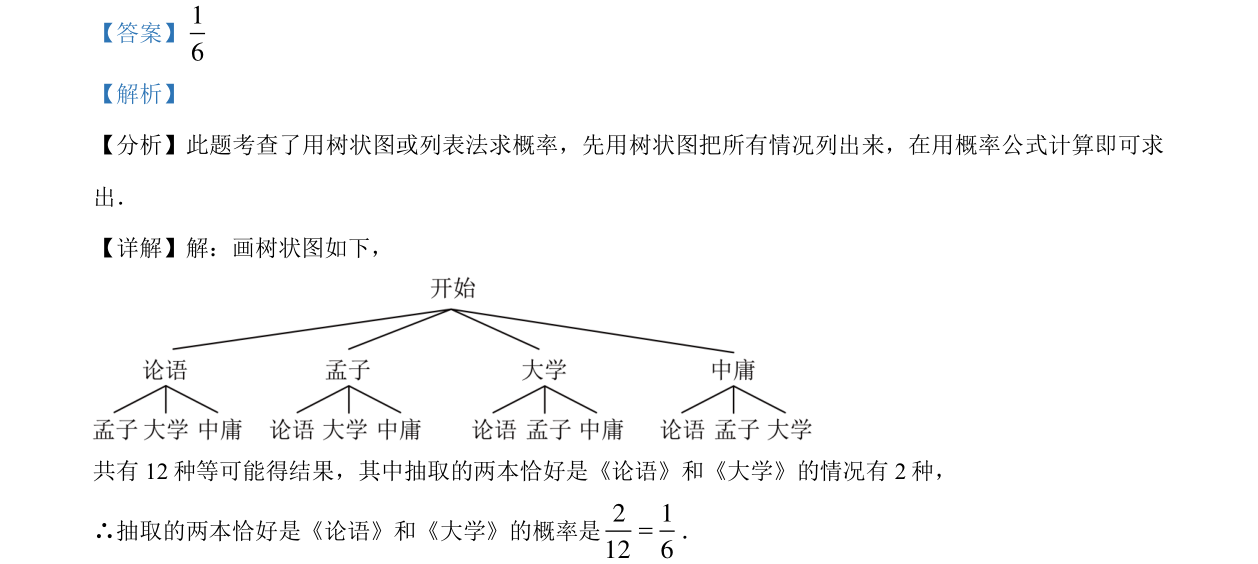 【答案】1/6
【解析】
【分析】此题考查了用树状图或列表法求概率，先用树状图把所有情况列出来，在用概率公式计算即可求
出．
【详解】解：画树状图如下，
开始
论语 孟子 大学 中庸
孟子 大学 中庸 论语 大学 中庸 论语 孟子 中庸 论语 孟子 大学
共有 12 种等可能得结果，其中抽取的两本恰好是《论语》和《大学》的情况有 2 种，
∴抽取的两本恰好是《论语》和《大学》的概率是 2/12 = 1/6．